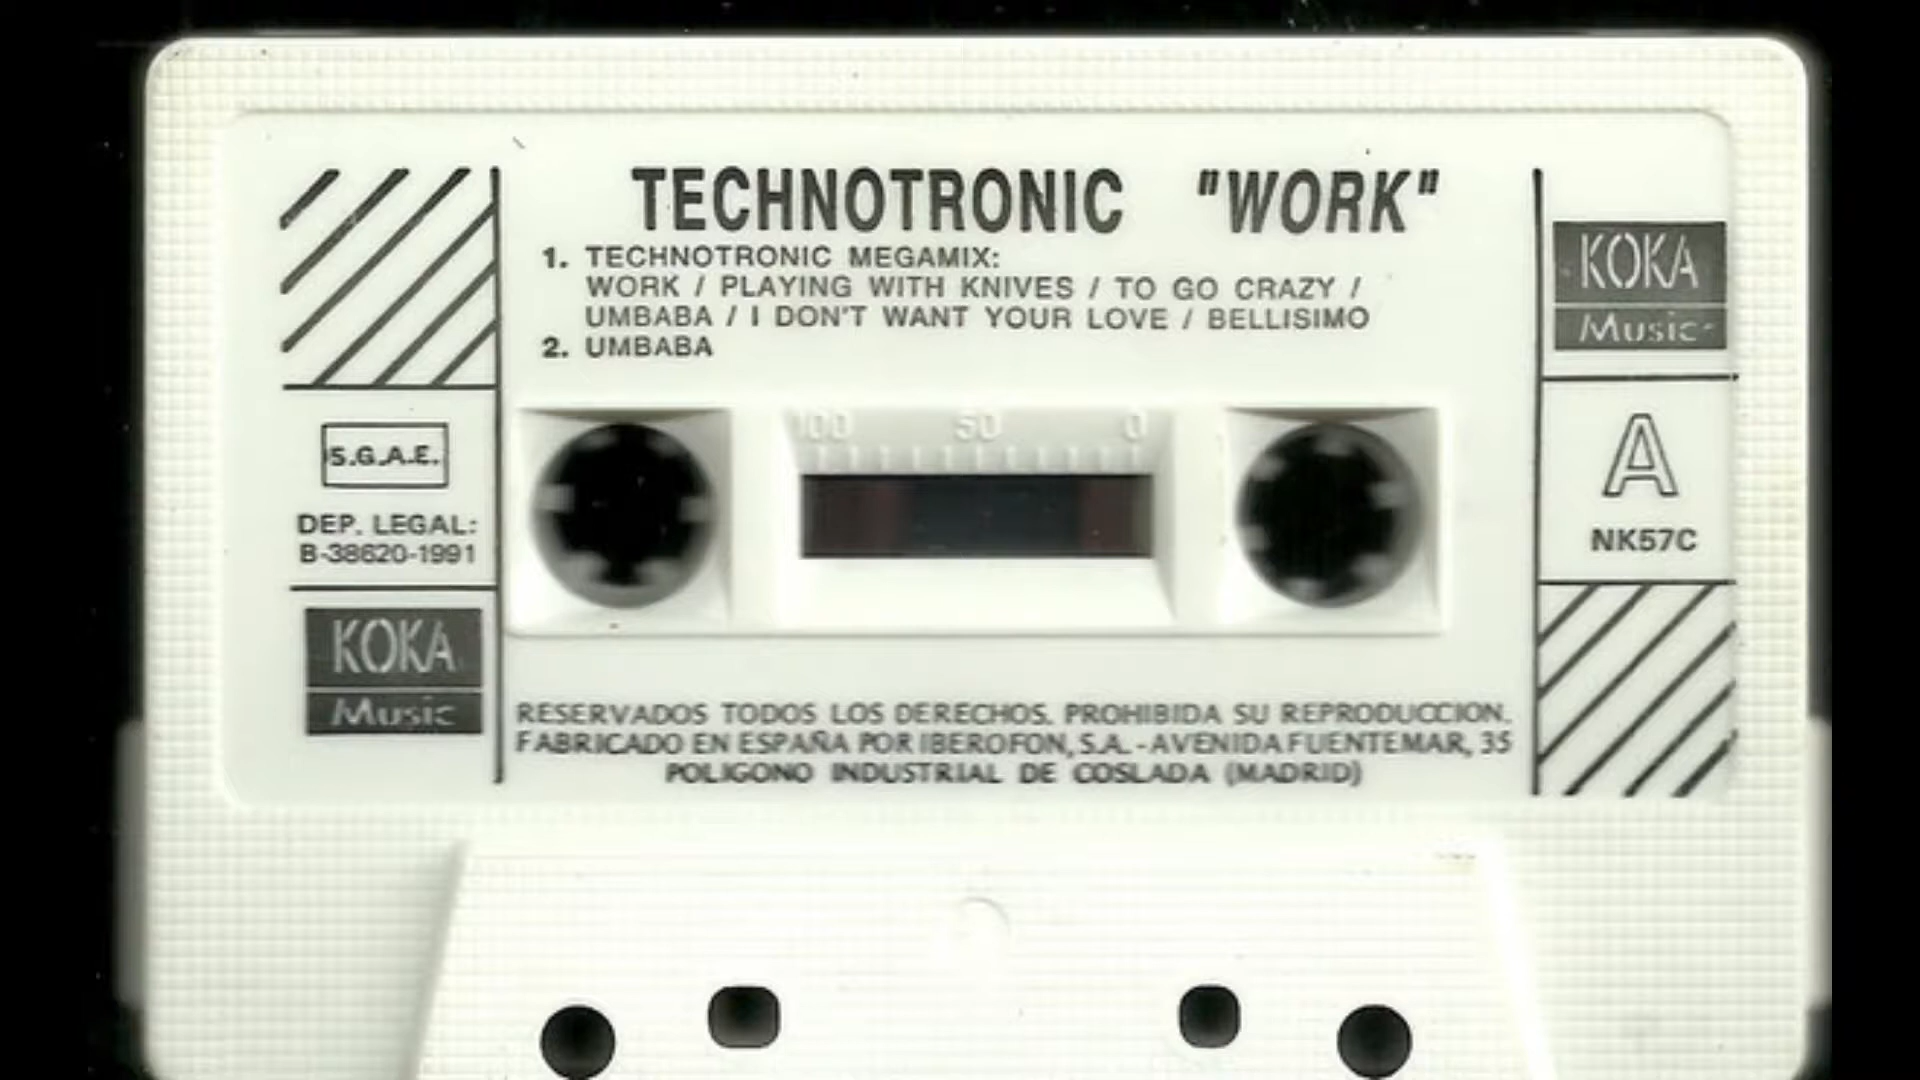 TECHNOTRONIC "WORK"
1. TECHNOTRONIC MEGAMIX:
WORK / PLAYING WITH KNIVES / TO GO CRAZY /
UMBABA / I DON'T WANT YOUR LOVE / BELLISIMO
2. UMBABA
KOKA
Music
S.G.A.E.
DEP. LEGAL:
B-38620-1991
100 50 0
A
NK57C
KOKA
Music
RESERVADOS TODOS LOS DERECHOS. PROHIBIDA SU REPRODUCCION.
FABRICADO EN ESPAÑA POR IBEROFON, S.A. - AVENIDA FUENTEMAR, 35
POLIGONO INDUSTRIAL DE COSLADA (MADRID)